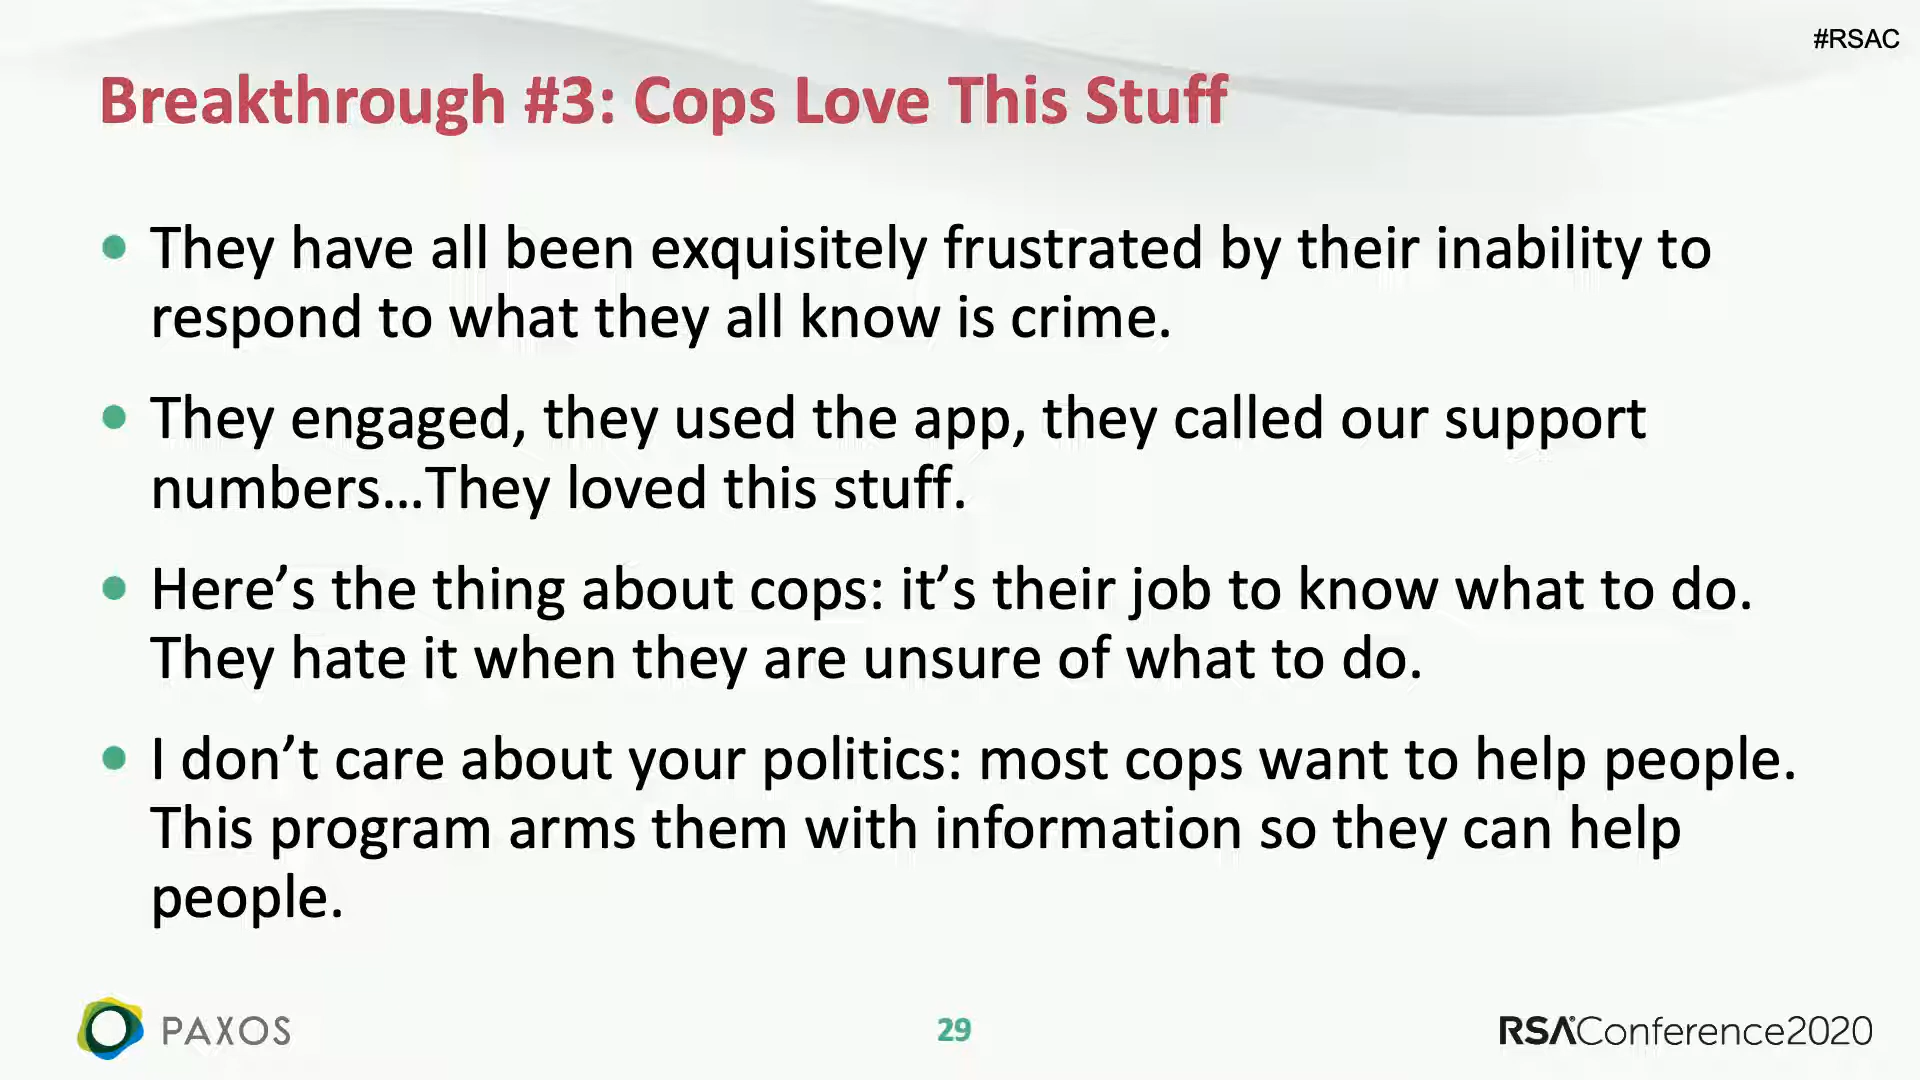 #RSAC
Breakthrough #3: Cops Love This Stuff
• They have all been exquisitely frustrated by their inability to
respond to what they all know is crime.
• They engaged, they used the app, they called our support
numbers…They loved this stuff.
• Here’s the thing about cops: it’s their job to know what to do.
They hate it when they are unsure of what to do.
• I don’t care about your politics: most cops want to help people.
This program arms them with information so they can help
people.
PAXOS
29
RSAConference2020